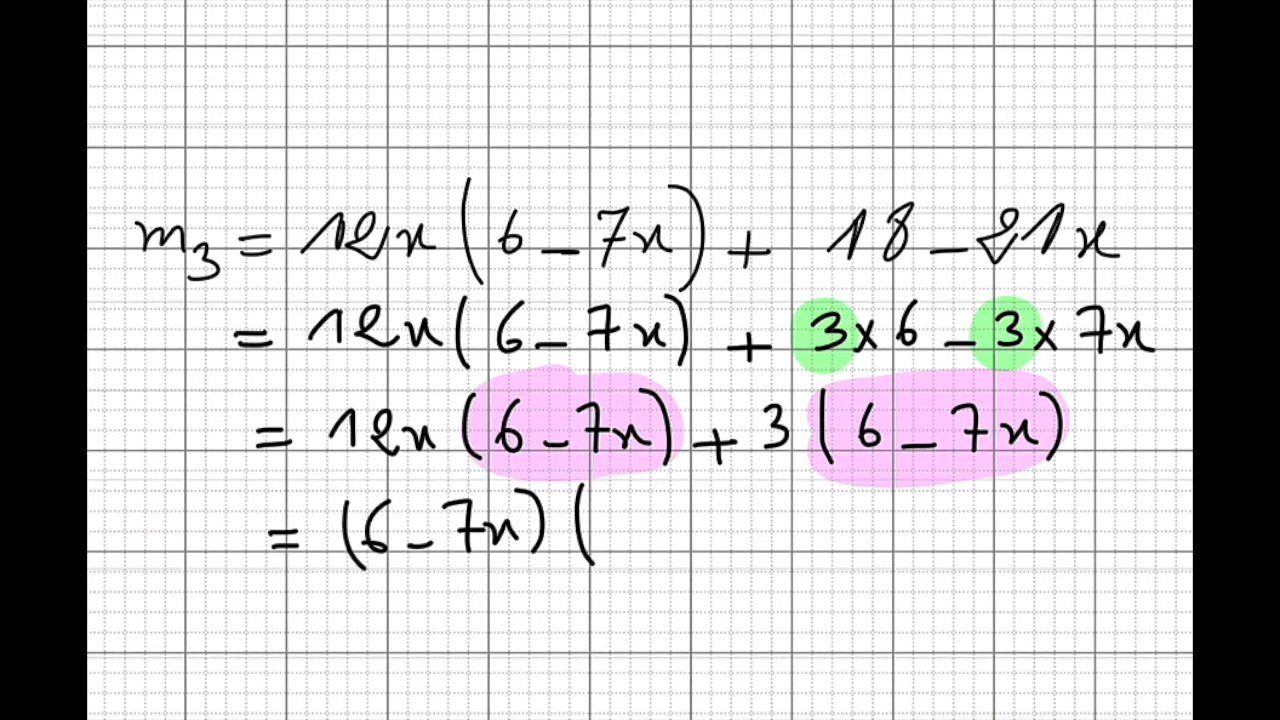 m₃ = 12x (6 - 7x) + 18 - 21x
= 12x (6 - 7x) + 3 × 6 - 3 × 7x
= 12x (6 - 7x) + 3 (6 - 7x)
= (6 - 7x) (